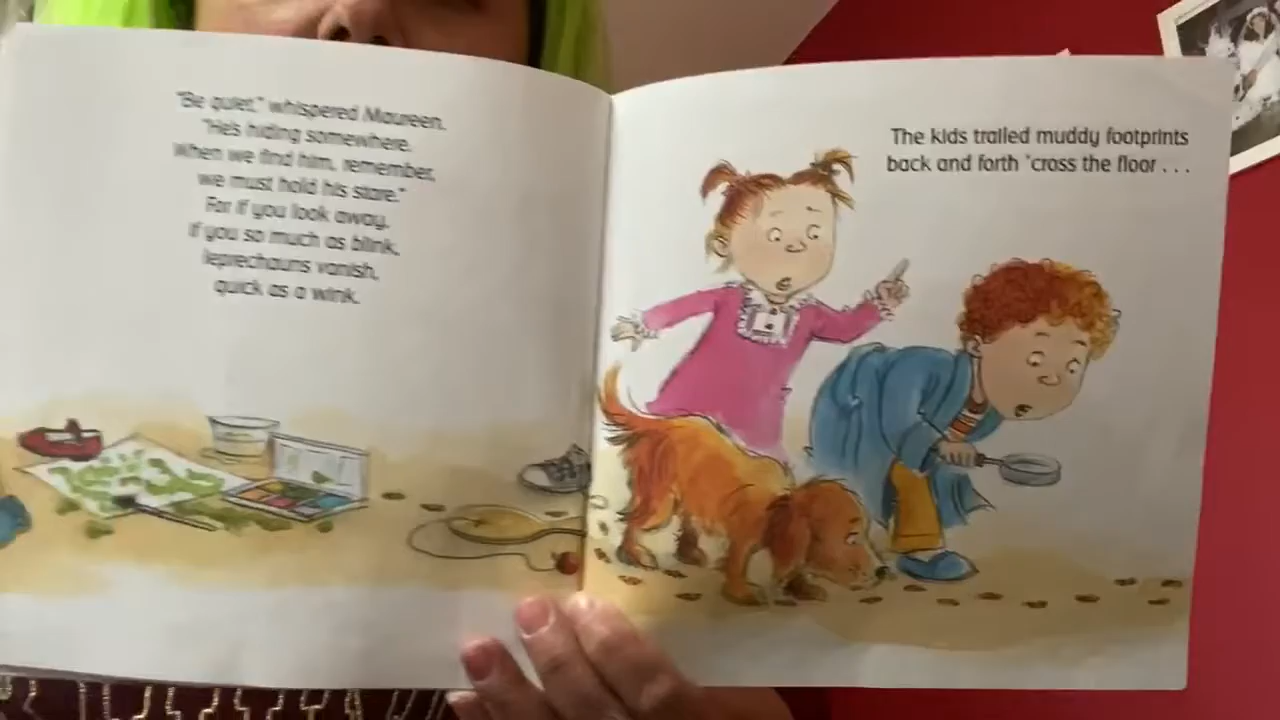 "Be quiet," whispered Maureen.
"He's hiding somewhere.
When we find him, remember,
we must hold his stare."
For if you look away,
if you so much as blink,
leprechauns vanish,
quick as a wink.
The kids trailed muddy footprints
back and forth 'cross the floor . . .